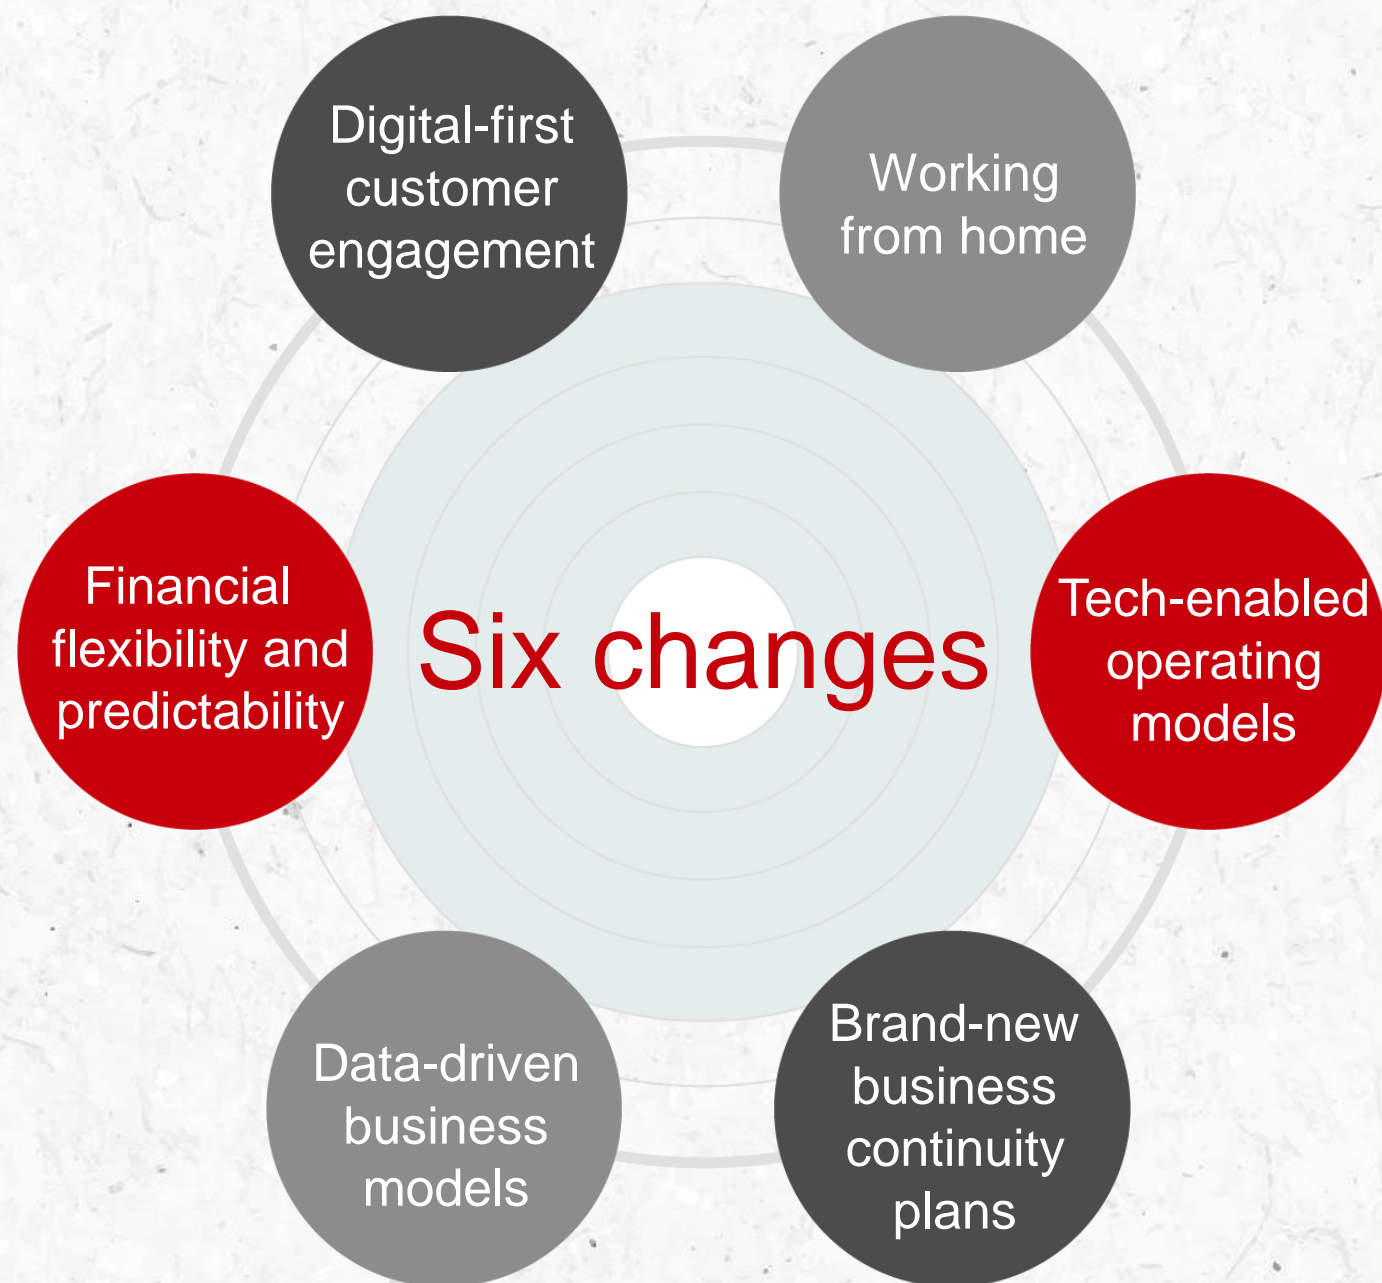 Digital-first
customer
engagement
Working
from home
Financial
flexibility and
predictability
Six changes
Tech-enabled
operating
models
Data-driven
business
models
Brand-new
business
continuity
plans